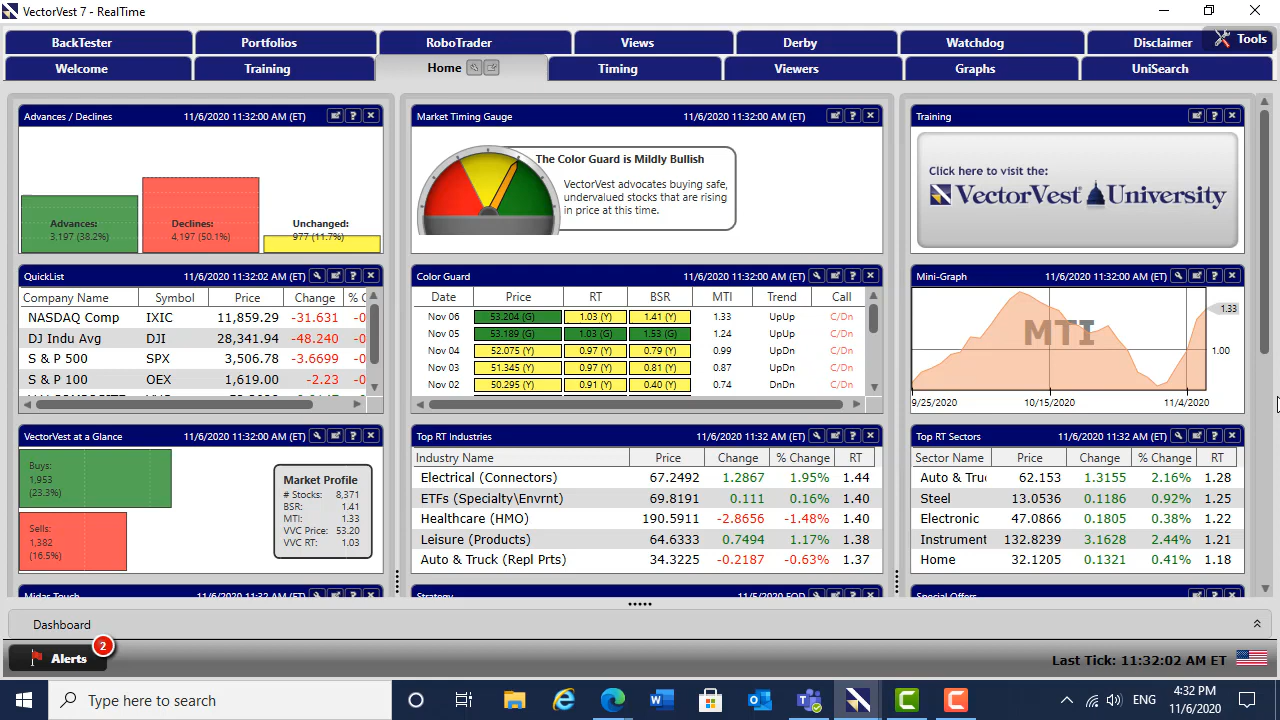 VectorVest 7 - RealTime
BackTester Portfolios RoboTrader Views Derby Watchdog Disclaimer Tools
Welcome Training Home Timing Viewers Graphs UniSearch
Advances / Declines 11/6/2020 11:32:00 AM (ET)
Advances:
3,197 (38.2%)
Declines:
4,197 (50.1%)
Unchanged:
977 (11.7%)
Market Timing Gauge 11/6/2020 11:32:00 AM (ET)
The Color Guard is Mildly Bullish
VectorVest advocates buying safe,
undervalued stocks that are rising
in price at this time.
Training
Click here to visit the:
VectorVest University
QuickList 11/6/2020 11:32:02 AM (ET)
Company Name Symbol Price Change % C
NASDAQ Comp IXIC 11,859.29 -31.631 -0
DJ Indu Avg DJI 28,341.94 -48.240 -0
S & P 500 SPX 3,506.78 -3.6699 -0
S & P 100 OEX 1,619.00 -2.23 -0
Color Guard 11/6/2020 11:32:00 AM (ET)
Date Price RT BSR MTI Trend Call
Nov 06 53.204 (G) 1.03 (Y) 1.41 (Y) 1.33 UpUp C/Dn
Nov 05 53.189 (G) 1.03 (G) 1.53 (G) 1.24 UpUp C/Dn
Nov 04 52.075 (Y) 0.97 (Y) 0.79 (Y) 0.99 UpDn C/Dn
Nov 03 51.345 (Y) 0.97 (Y) 0.81 (Y) 0.87 UpDn C/Dn
Nov 02 50.295 (Y) 0.91 (Y) 0.40 (Y) 0.74 DnDn C/Dn
Mini-Graph 11/6/2020 11:32:00 AM (ET)
MTI
1.33
1.00
9/25/2020 10/15/2020 11/4/2020
VectorVest at a Glance 11/6/2020 11:32:00 AM (ET)
Buys:
1,953
(23.3%)
Sells:
1,382
(16.5%)
Market Profile
# Stocks: 8,371
BSR: 1.41
MTI: 1.33
VVC Price: 53.20
VVC RT: 1.03
Top RT Industries 11/6/2020 11:32 AM (ET)
Industry Name Price Change % Change RT
Electrical (Connectors) 67.2492 1.2867 1.95% 1.44
ETFs (Specialty\Envrnt) 69.8191 0.111 0.16% 1.40
Healthcare (HMO) 190.5911 -2.8656 -1.48% 1.40
Leisure (Products) 64.6333 0.7494 1.17% 1.38
Auto & Truck (Repl Prts) 34.3225 -0.2187 -0.63% 1.37
Top RT Sectors 11/6/2020 11:32 AM (ET)
Sector Name Price Change % Change RT
Auto & Truc 62.153 1.3155 2.16% 1.28
Steel 13.0536 0.1186 0.92% 1.25
Electronic 47.0866 0.1805 0.38% 1.22
Instrument 132.8239 3.1628 2.44% 1.21
Home 32.1205 0.1321 0.41% 1.18
Midas Touch 11/6/2020 11:32 AM (ET)
Strategy 11/5/2020 EOD
Special Offers
Dashboard
Alerts 2
Last Tick: 11:32:02 AM ET
Type here to search
ENG
4:32 PM
11/6/2020